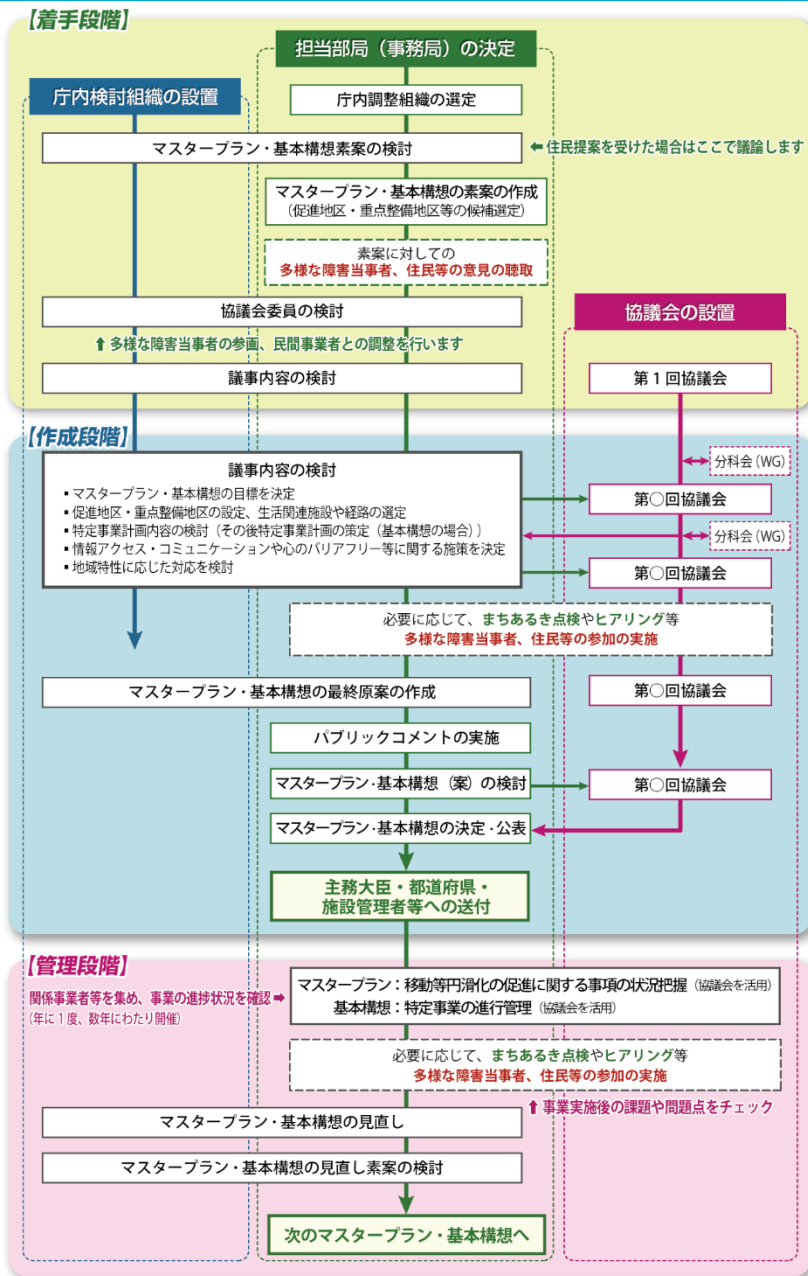 【着手段階】
担当部局（事務局）の決定
庁内検討組織の設置
庁内調整組織の選定
マスタープラン・基本構想素案の検討
← 住民提案を受けた場合はここで議論します
マスタープラン・基本構想の素案の作成
（促進地区・重点整備地区等の候補選定）
素案に対しての
多様な障害当事者、住民等の意見の聴取
協議会委員の検討
協議会の設置
↑ 多様な障害当事者の参画、民間事業者との調整を行います
議事内容の検討
第1回協議会
【作成段階】
分科会(WG)
議事内容の検討
▪ マスタープラン・基本構想の目標を決定
▪ 促進地区・重点整備地区の設定、生活関連施設や経路の選定
▪ 特定事業計画内容の検討（その後特定事業計画の策定（基本構想の場合））
▪ 情報アクセス・コミュニケーションや心のバリアフリー等に関する施策を決定
▪ 地域特性に応じた対応を検討
第○回協議会
分科会(WG)
第○回協議会
必要に応じて、まちあるき点検やヒアリング等
多様な障害当事者、住民等の参加の実施
マスタープラン・基本構想の最終原案の作成
第○回協議会
パブリックコメントの実施
マスタープラン・基本構想（案）の検討
第○回協議会
マスタープラン・基本構想の決定・公表
主務大臣・都道府県・
施設管理者等への送付
【管理段階】
関係事業者等を集め、事業の進捗状況を確認 ➡
(年に1度、数年にわたり開催)
マスタープラン：移動等円滑化の促進に関する事項の状況把握（協議会を活用）
基本構想：特定事業の進行管理（協議会を活用）
必要に応じて、まちあるき点検やヒアリング等
多様な障害当事者、住民等の参加の実施
↑ 事業実施後の課題や問題点をチェック
マスタープラン・基本構想の見直し
マスタープラン・基本構想の見直し素案の検討
次のマスタープラン・基本構想へ